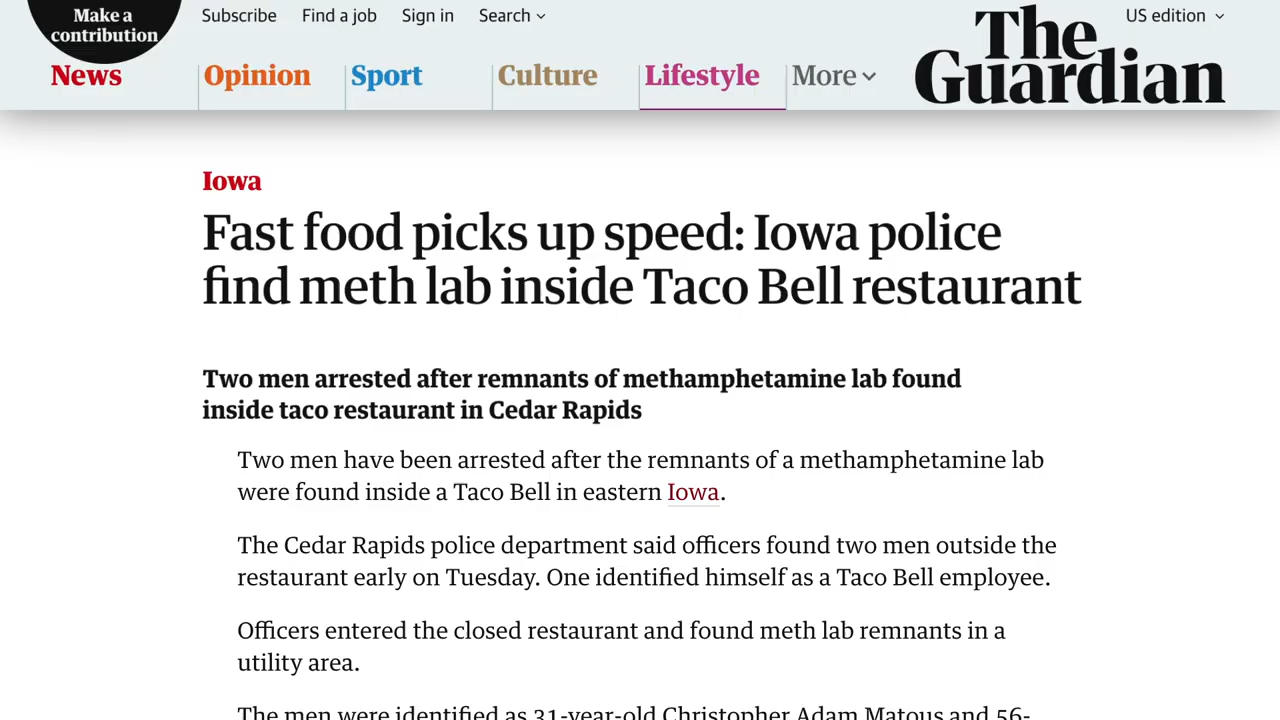 Make a
contribution
Subscribe Find a job Sign in Search
US edition
The
Guardian
News Opinion Sport Culture Lifestyle More
Iowa
Fast food picks up speed: Iowa police
find meth lab inside Taco Bell restaurant
Two men arrested after remnants of methamphetamine lab found
inside taco restaurant in Cedar Rapids
Two men have been arrested after the remnants of a methamphetamine lab
were found inside a Taco Bell in eastern Iowa.
The Cedar Rapids police department said officers found two men outside the
restaurant early on Tuesday. One identified himself as a Taco Bell employee.
Officers entered the closed restaurant and found meth lab remnants in a
utility area.
The men were identified as 31-year-old Christopher Adam Matous and 56-